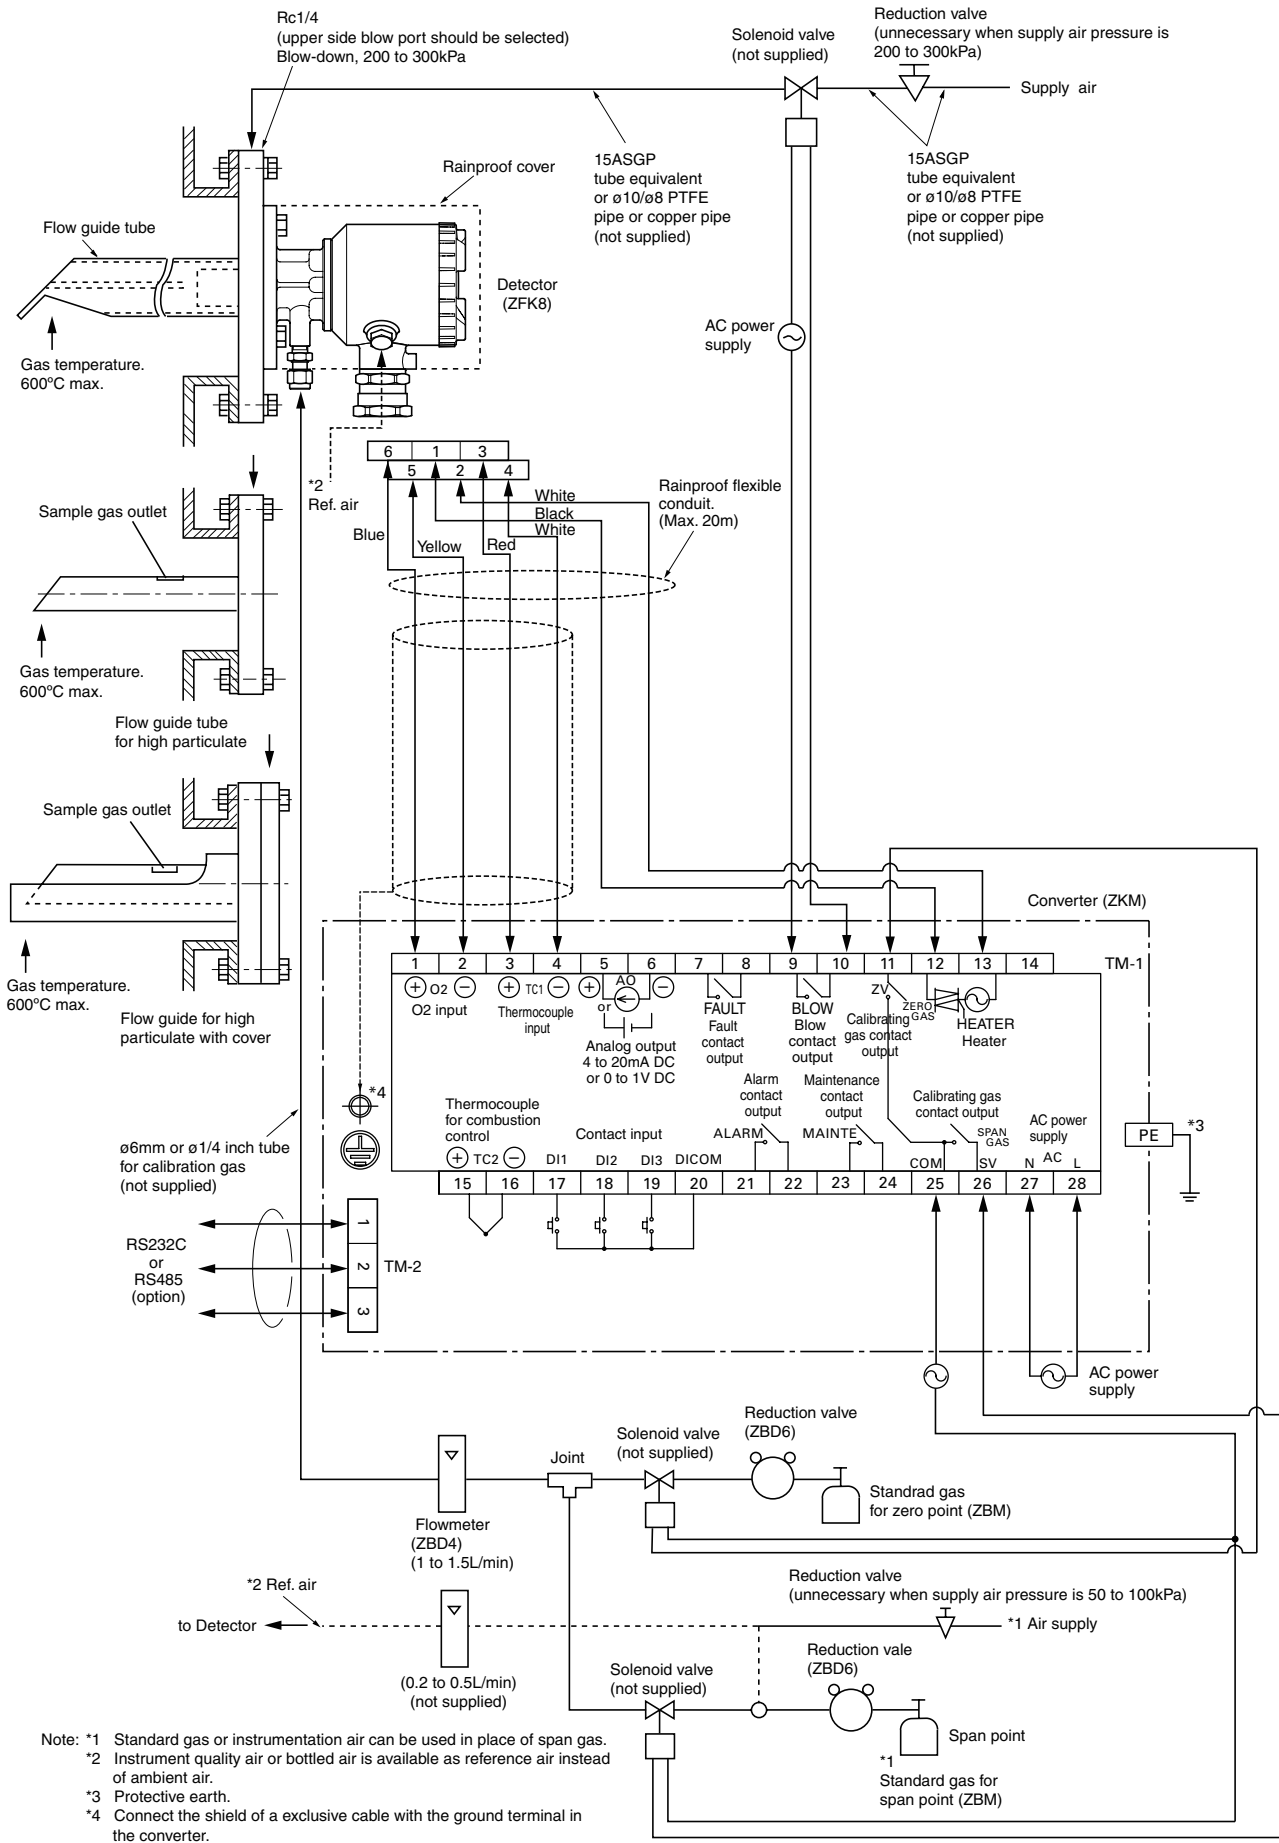 Rc1/4
(upper side blow port should be selected)
Blow-down, 200 to 300kPa
Solenoid valve
(not supplied)
Reduction valve
(unnecessary when supply air pressure is
200 to 300kPa)
Supply air
Rainproof cover
15ASGP
tube equivalent
or ø10/ø8 PTFE
pipe or copper pipe
(not supplied)
15ASGP
tube equivalent
or ø10/ø8 PTFE
pipe or copper pipe
(not supplied)
Flow guide tube
Detector
(ZFK8)
AC power
supply
Gas temperature.
600ºC max.
6 1 3
5 2 4
*2
Ref. air
Rainproof flexible
conduit.
(Max. 20m)
White
Black
White
Blue
Yellow
Red
Sample gas outlet
Gas temperature.
600ºC max.
Flow guide tube
for high particulate
Sample gas outlet
Gas temperature.
600ºC max.
Flow guide for high
particulate with cover
Converter (ZKM)
1 2 3 4 5 6 7 8 9 10 11 12 13 14
TM-1
+ O2 −
O2 input
+ TC1 −
Thermocouple
input
+ AO −
or
Analog output
4 to 20mA DC
or 0 to 1V DC
FAULT
Fault
contact
output
BLOW
Blow
contact
output
ZV
ZERO
GAS
Calibrating
gas contact
output
HEATER
Heater
*4
Thermocouple
for combustion
control
+ TC2 −
Contact input
DI1 DI2 DI3 DICOM
Alarm
contact
output
ALARM
Maintenance
contact
output
MAINTE
Calibrating gas
contact output
SPAN
GAS
COM SV
AC power
supply
N AC L
PE
*3
15 16 17 18 19 20 21 22 23 24 25 26 27 28
ø6mm or ø1/4 inch tube
for calibration gas
(not supplied)
RS232C
or
RS485
(option)
1
2
3
TM-2
AC power
supply
Reduction valve
(ZBD6)
Solenoid valve
(not supplied)
Joint
Standrad gas
for zero point (ZBM)
Flowmeter
(ZBD4)
(1 to 1.5L/min)
Reduction valve
(unnecessary when supply air pressure is 50 to 100kPa)
*2 Ref. air
to Detector
*1 Air supply
(0.2 to 0.5L/min)
(not supplied)
Solenoid valve
(not supplied)
Reduction vale
(ZBD6)
Span point
*1
Standard gas for
span point (ZBM)
Note: *1 Standard gas or instrumentation air can be used in place of span gas.
*2 Instrument quality air or bottled air is available as reference air instead
of ambient air.
*3 Protective earth.
*4 Connect the shield of a exclusive cable with the ground terminal in
the converter.